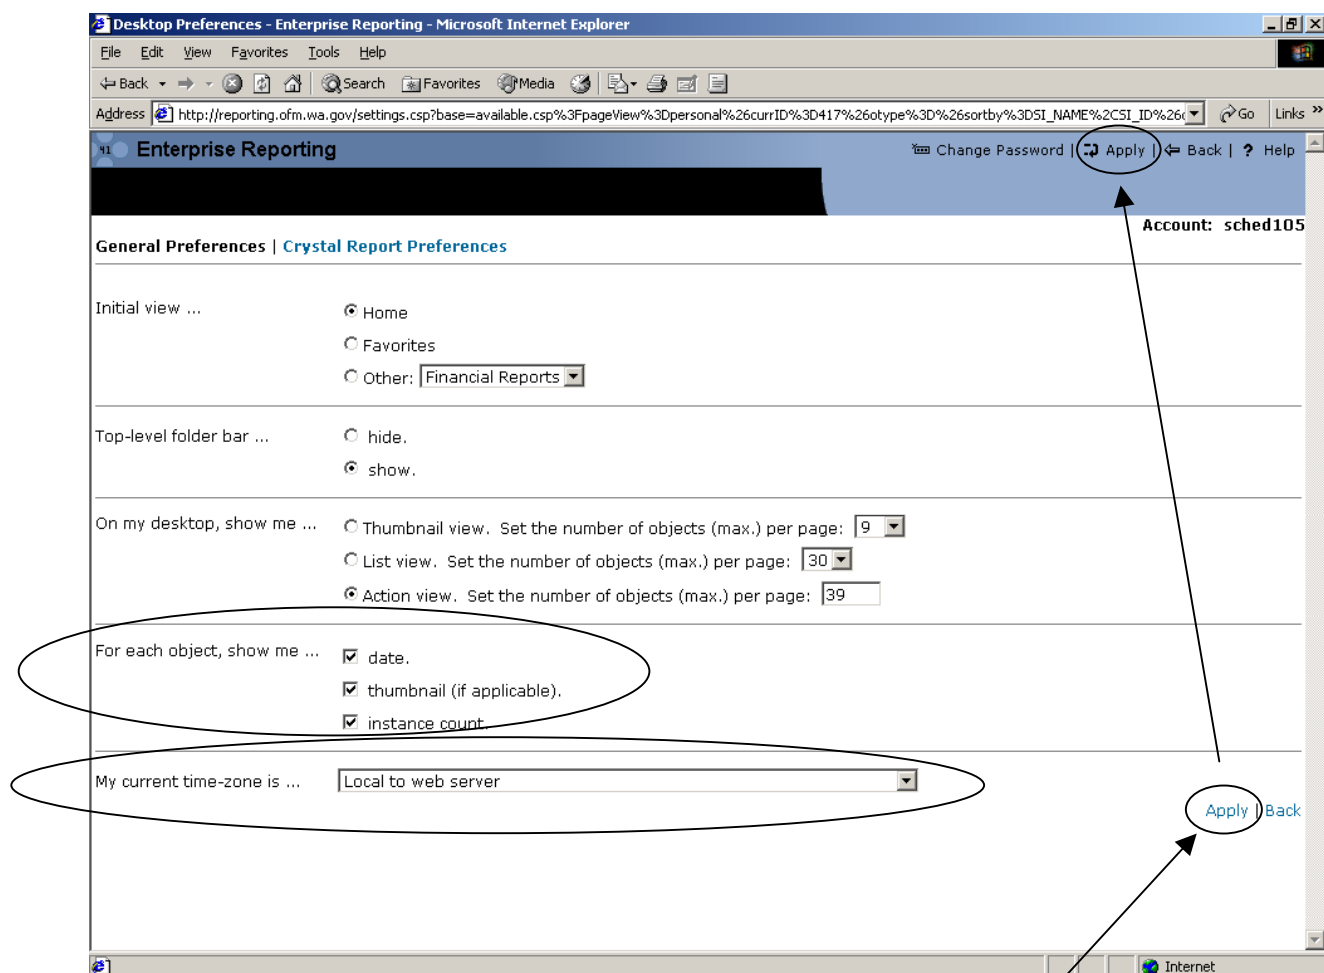 Desktop Preferences - Enterprise Reporting - Microsoft Internet Explorer
File Edit View Favorites Tools Help
Back Search Favorites Media
Address http://reporting.ofm.wa.gov/settings.csp?base=available.csp%3FpageView%3Dpersonal%26currID%3D417%26otype%3D%26sortby%3DSI_NAME%2CSI_ID%26 Go Links »
Enterprise Reporting Change Password | Apply | Back | ? Help
Account: sched105
General Preferences | Crystal Report Preferences
Initial view ... Home
Favorites
Other: Financial Reports
Top-level folder bar ... hide.
show.
On my desktop, show me ... Thumbnail view. Set the number of objects (max.) per page: 9
List view. Set the number of objects (max.) per page: 30
Action view. Set the number of objects (max.) per page: 39
For each object, show me ... date.
thumbnail (if applicable).
instance count.
My current time-zone is ... Local to web server
Apply | Back
Internet